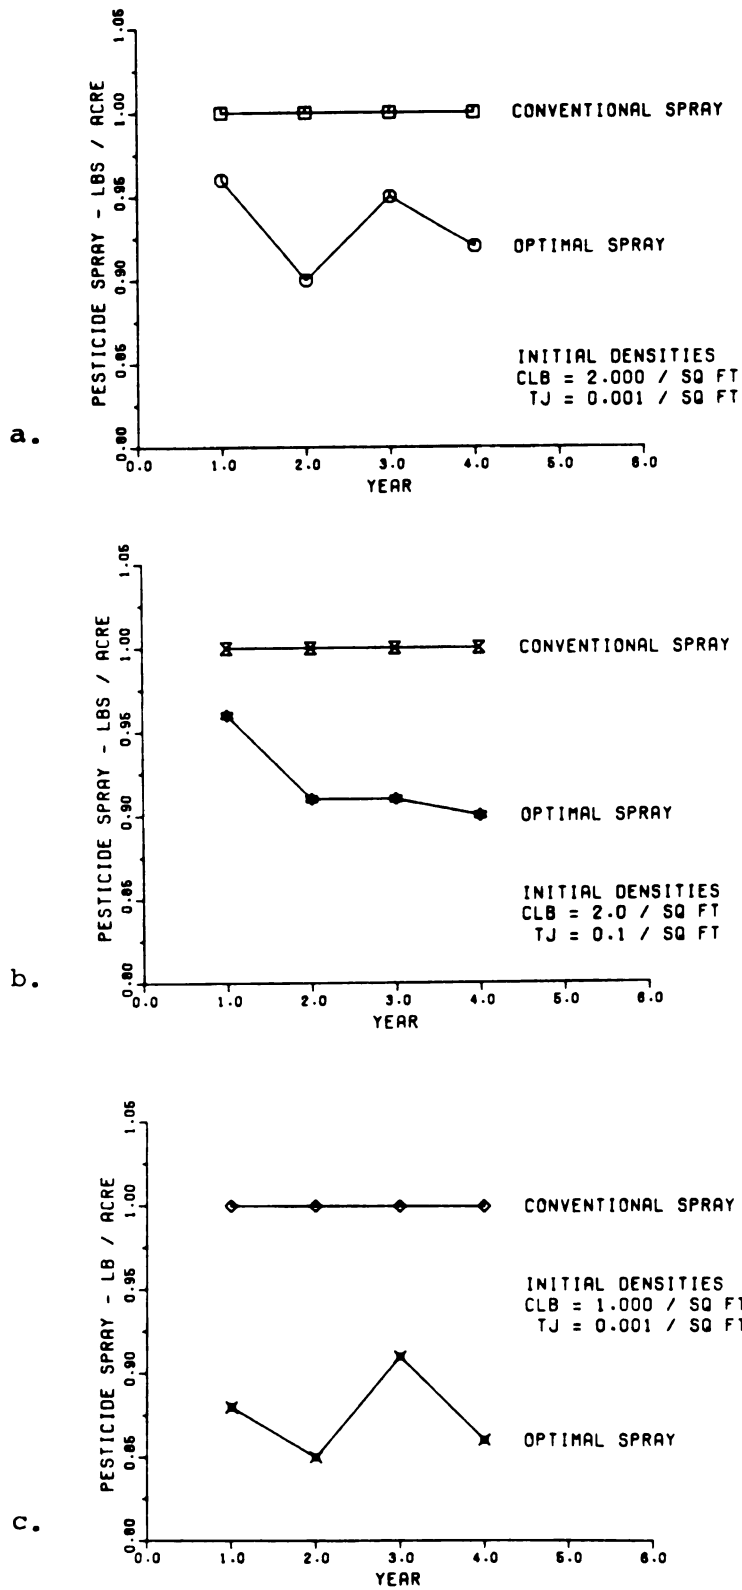 1.05
1.00
0.95
0.90
0.85
0.80
PESTICIDE SPRAY - LBS / ACRE
CONVENTIONAL SPRAY
OPTIMAL SPRAY
INITIAL DENSITIES
CLB = 2.000 / SQ FT
TJ = 0.001 / SQ FT
a.
0.0 1.0 2.0 3.0 4.0 5.0 6.0
YEAR
1.05
1.00
0.95
0.90
0.85
0.80
PESTICIDE SPRAY - LBS / ACRE
CONVENTIONAL SPRAY
OPTIMAL SPRAY
INITIAL DENSITIES
CLB = 2.0 / SQ FT
TJ = 0.1 / SQ FT
b.
0.0 1.0 2.0 3.0 4.0 5.0 6.0
YEAR
1.05
1.00
0.95
0.90
0.85
0.80
PESTICIDE SPRAY - LB / ACRE
CONVENTIONAL SPRAY
INITIAL DENSITIES
CLB = 1.000 / SQ FT
TJ = 0.001 / SQ FT
OPTIMAL SPRAY
c.
0.0 1.0 2.0 3.0 4.0 5.0 6.0
YEAR